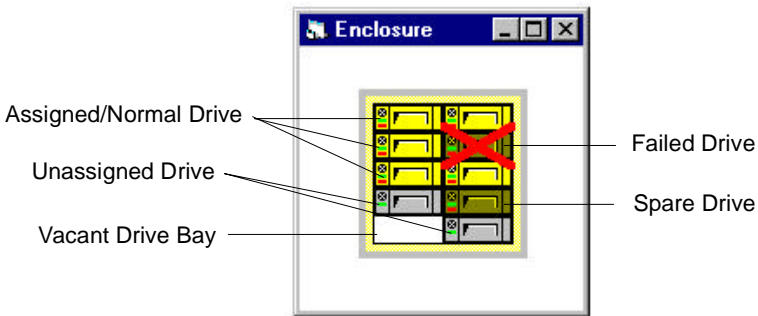 Enclosure
Assigned/Normal Drive
Unassigned Drive
Vacant Drive Bay
Failed Drive
Spare Drive